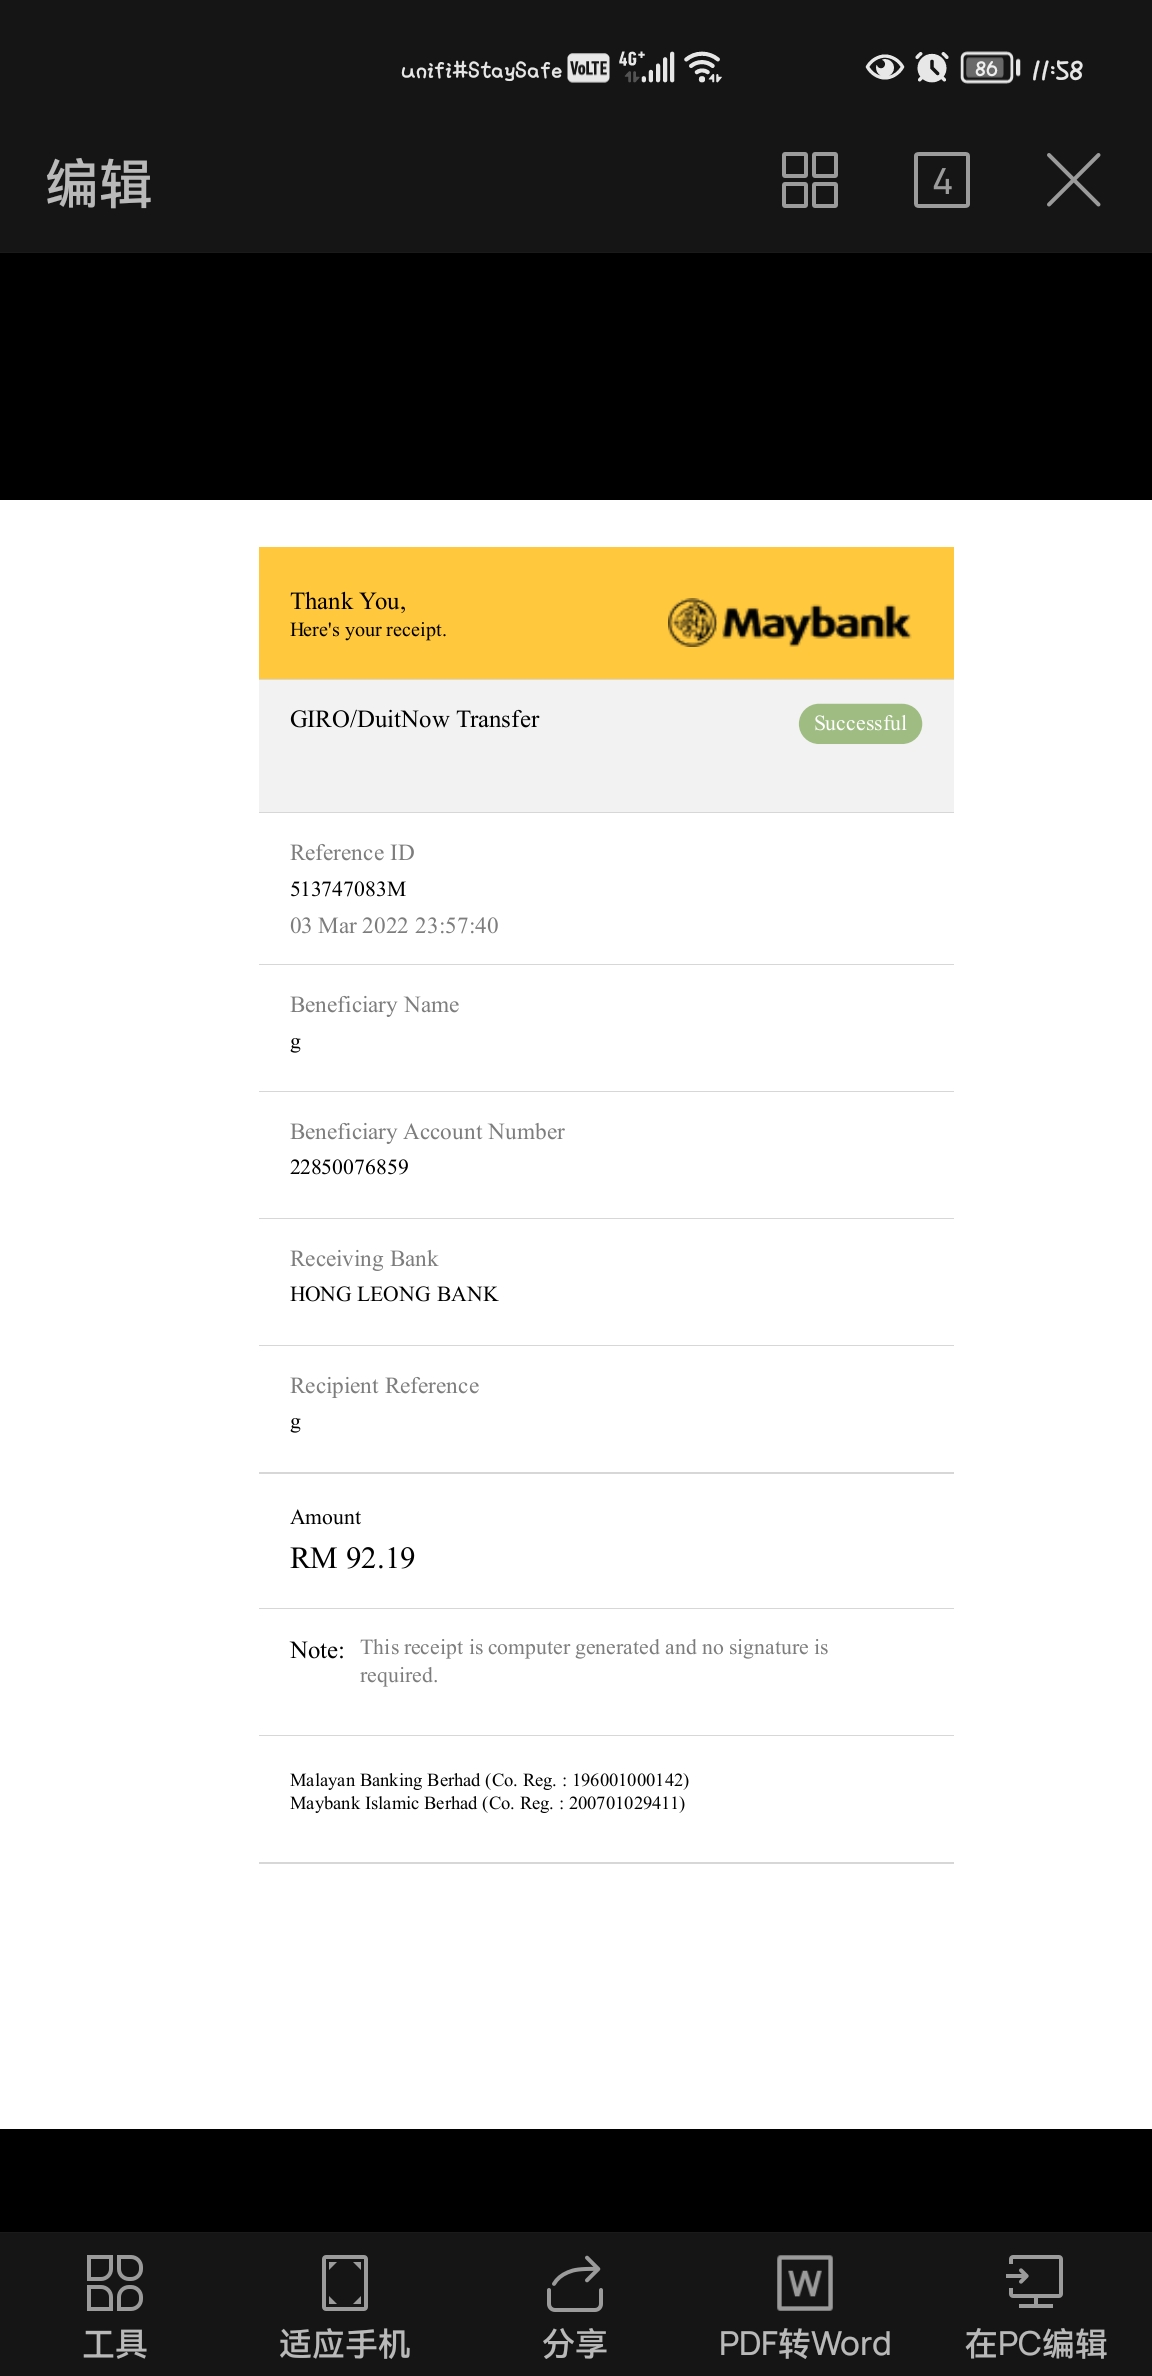 unifi#StaySafe VoLTE 4G+ 86 11:58
编辑 4
Thank You,
Here's your receipt.
Maybank
GIRO/DuitNow Transfer
Successful
Reference ID
513747083M
03 Mar 2022 23:57:40
Beneficiary Name
g
Beneficiary Account Number
22850076859
Receiving Bank
HONG LEONG BANK
Recipient Reference
g
Amount
RM 92.19
Note: This receipt is computer generated and no signature is
required.
Malayan Banking Berhad (Co. Reg. : 196001000142)
Maybank Islamic Berhad (Co. Reg. : 200701029411)
W
工具 适应手机 分享 PDF转Word 在PC编辑